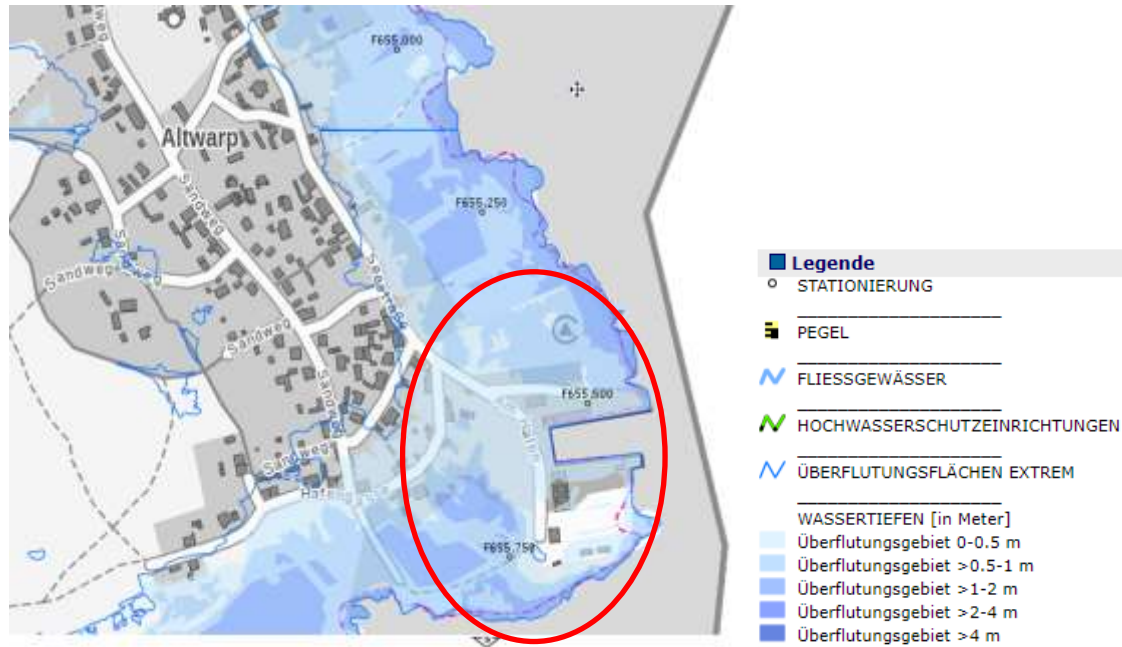 F655.000
Altwarp
Sandweg
F655.250
Seestraße
Sandweg
Sandweg
Sandweg
Sandweg
F655.500
F655.750
Legende
STATIONIERUNG
PEGEL
FLIESSGEWÄSSER
HOCHWASSERSCHUTZEINRICHTUNGEN
ÜBERFLUTUNGSFLÄCHEN EXTREM
WASSERTIEFEN [in Meter]
Überflutungsgebiet 0-0.5 m
Überflutungsgebiet >0.5-1 m
Überflutungsgebiet >1-2 m
Überflutungsgebiet >2-4 m
Überflutungsgebiet >4 m